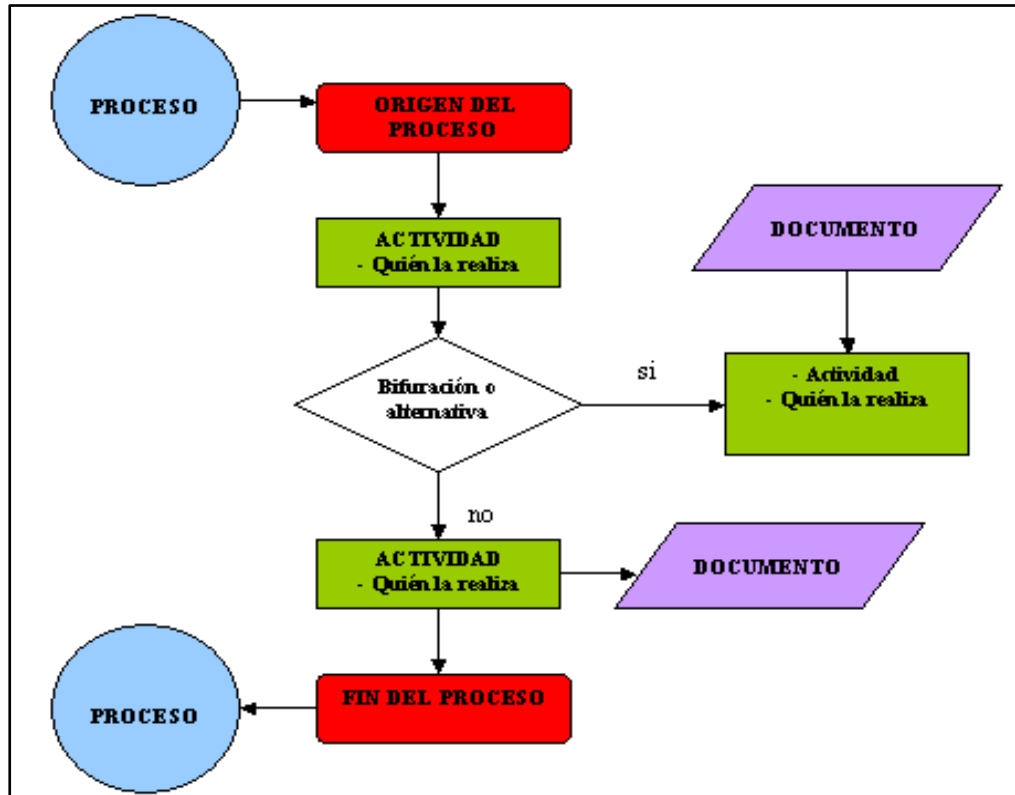 PROCESO
ORIGEN DEL
PROCESO
ACTIVIDAD
- Quién la realiza
DOCUMENTO
Bifuración o
alternativa
si
- Actividad
- Quién la realiza
no
ACTIVIDAD
- Quién la realiza
DOCUMENTO
FIN DEL PROCESO
PROCESO